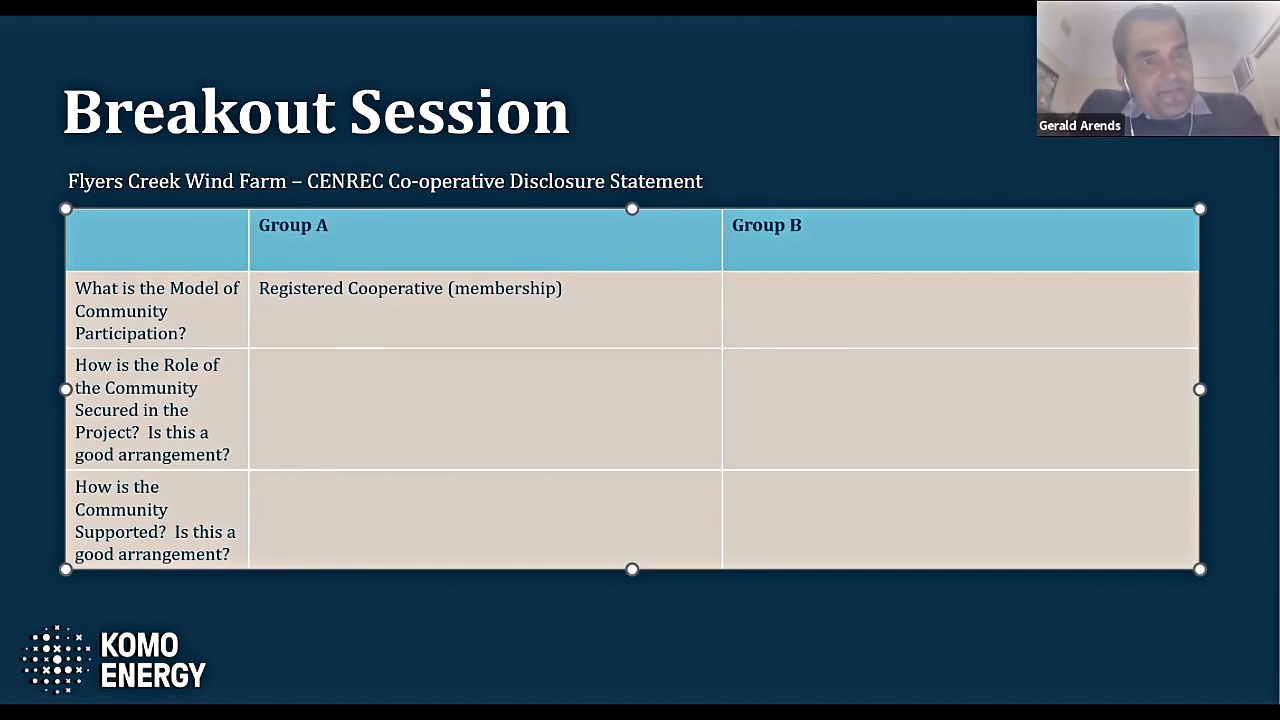 Gerald Arends
Breakout Session
Flyers Creek Wind Farm – CENREC Co-operative Disclosure Statement
Group A
Group B
What is the Model of
Community
Participation?
Registered Cooperative (membership)
How is the Role of
the Community
Secured in the
Project?  Is this a
good arrangement?
How is the
Community
Supported?  Is this a
good arrangement?
KOMO
ENERGY